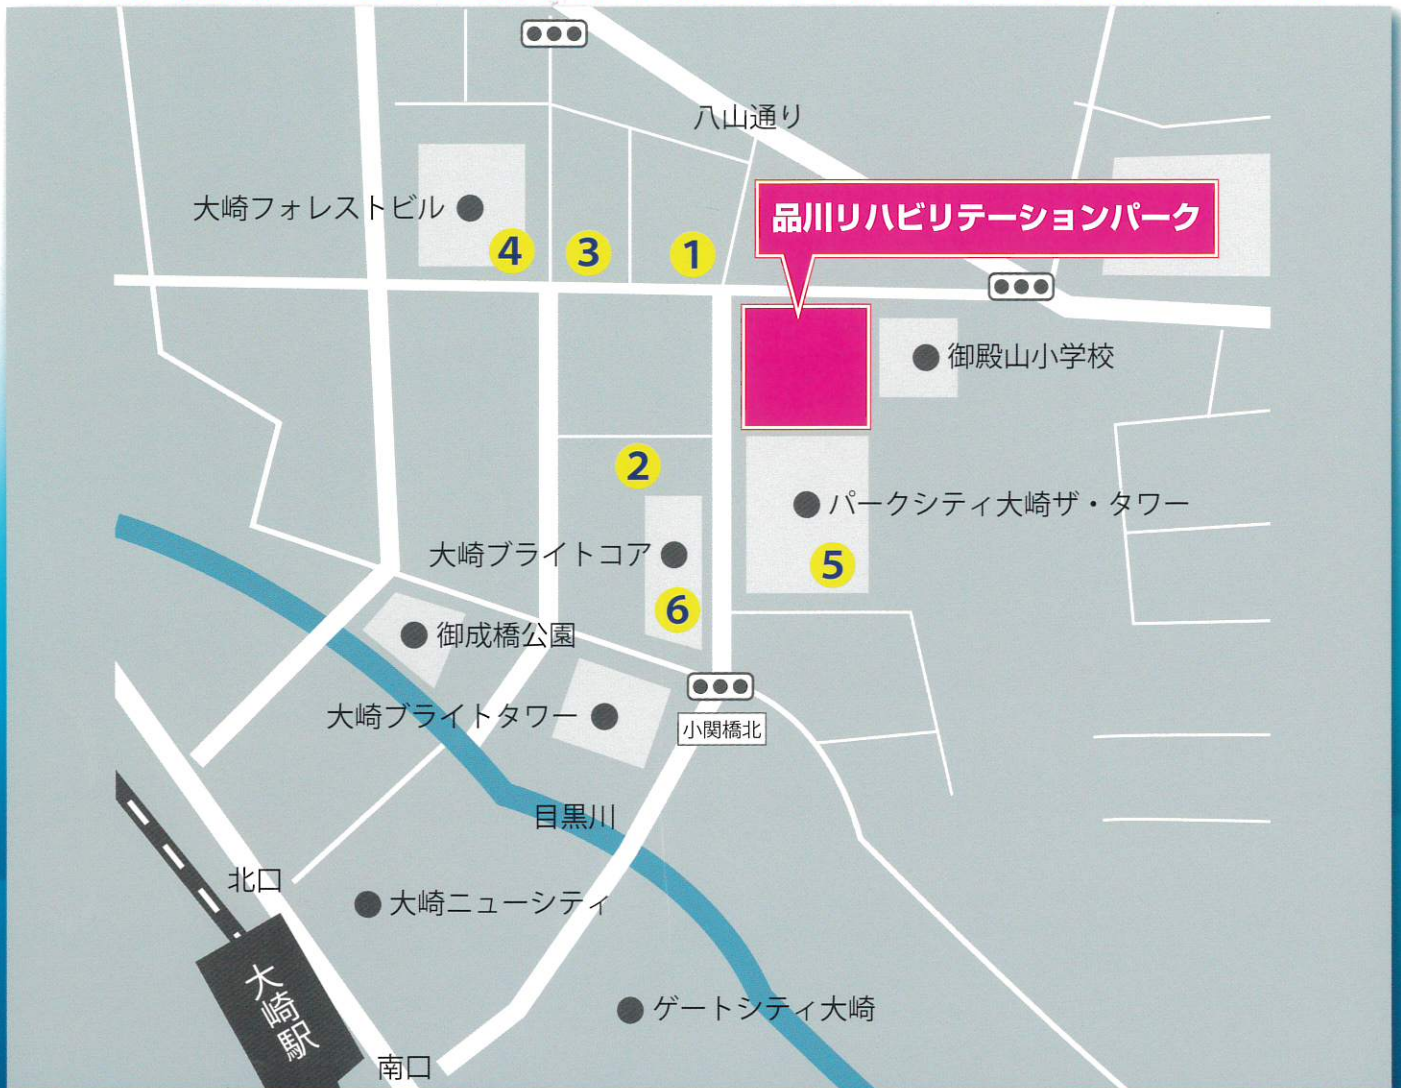 八山通り
大崎フォレストビル
品川リハビリテーションパーク
4
3
1
御殿山小学校
2
パークシティ大崎ザ・タワー
大崎ブライトコア
5
6
御成橋公園
大崎ブライトタワー
小関橋北
目黒川
北口
大崎ニューシティ
大崎駅
ゲートシティ大崎
南口